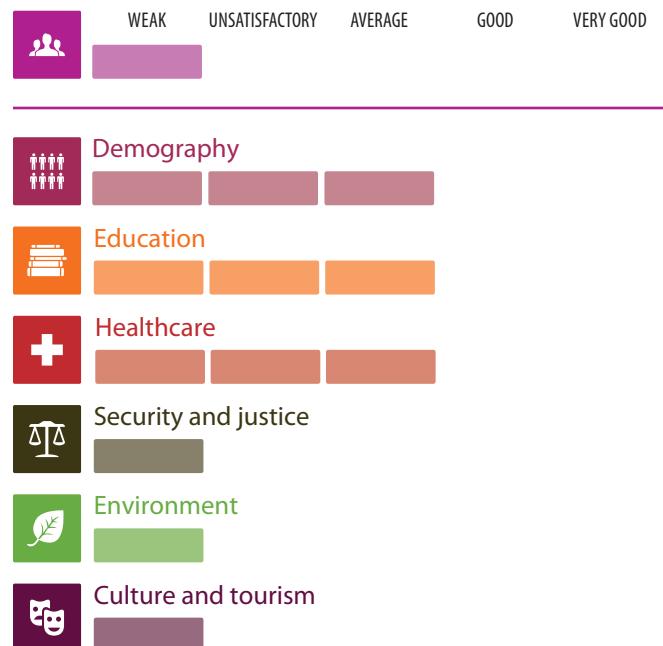 WEAK UNSATISFACTORY AVERAGE GOOD VERY GOOD
Demography
Education
Healthcare
Security and justice
Environment
Culture and tourism